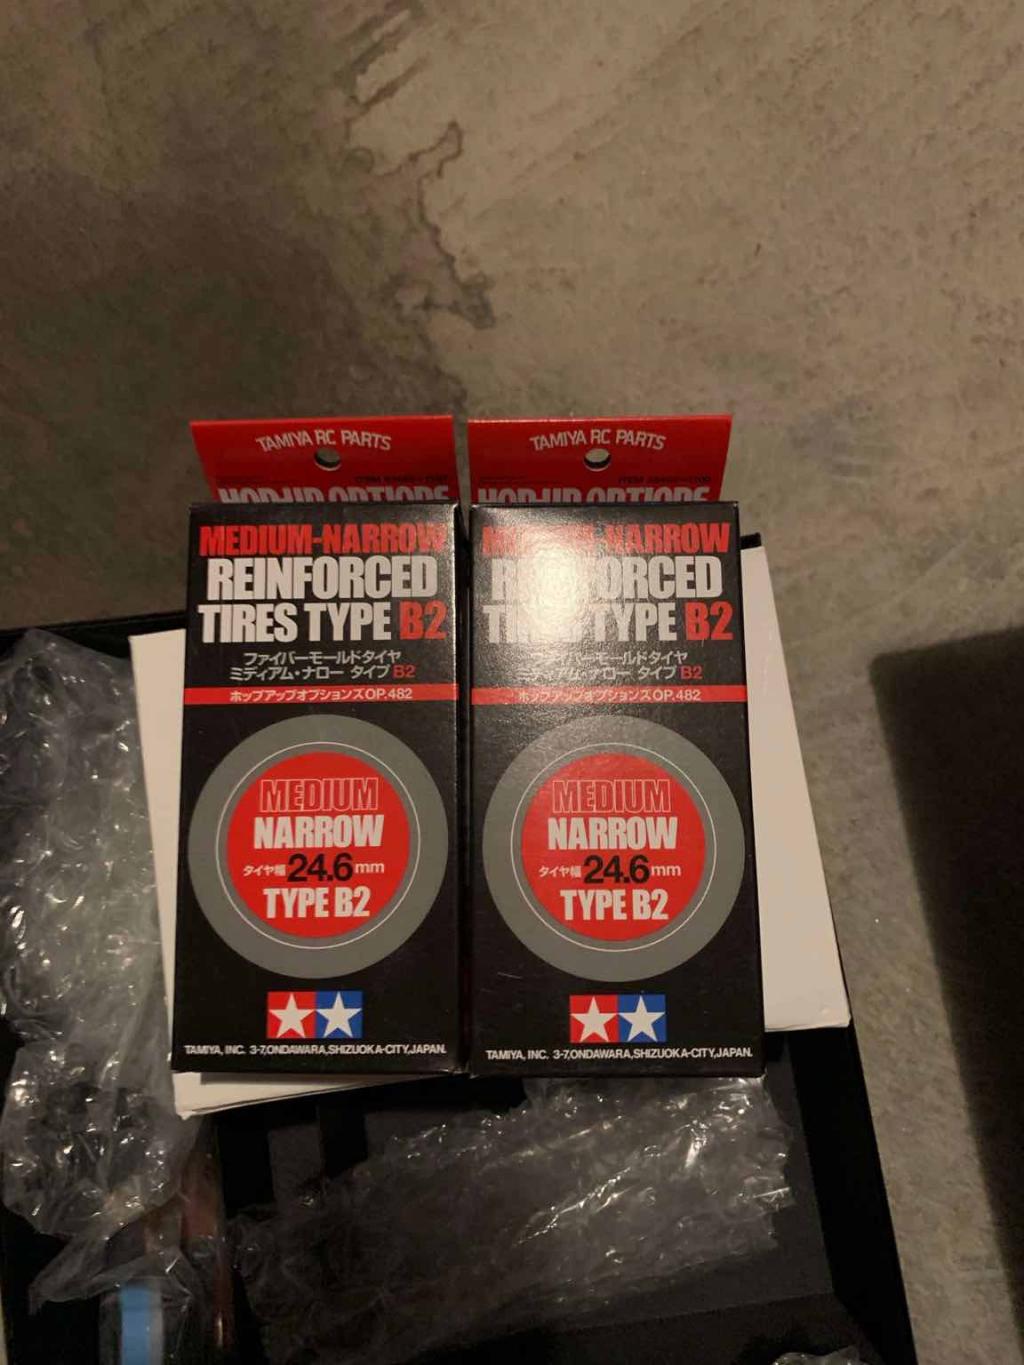 TAMIYA RC PARTS
HOP-UP OPTIONS
MEDIUM-NARROW
REINFORCED
TIRES TYPE B2
ファイバーモールドタイヤ
ミディアム・ナロー タイプ B2
ホップアップオプションズ OP.482
MEDIUM
NARROW
タイヤ幅 24.6mm
TYPE B2
TAMIYA, INC. 3-7, ONDAWARA, SHIZUOKA-CITY, JAPAN.
TAMIYA RC PARTS
HOP-UP OPTIONS
NARROW
TYPE B2
ファイバーモールドタイヤ
ミディアム・ナロー タイプ B2
ホップアップオプションズ OP.482
MEDIUM
NARROW
タイヤ幅 24.6mm
TYPE B2
TAMIYA, INC. 3-7, ONDAWARA, SHIZUOKA-CITY, JAPAN.